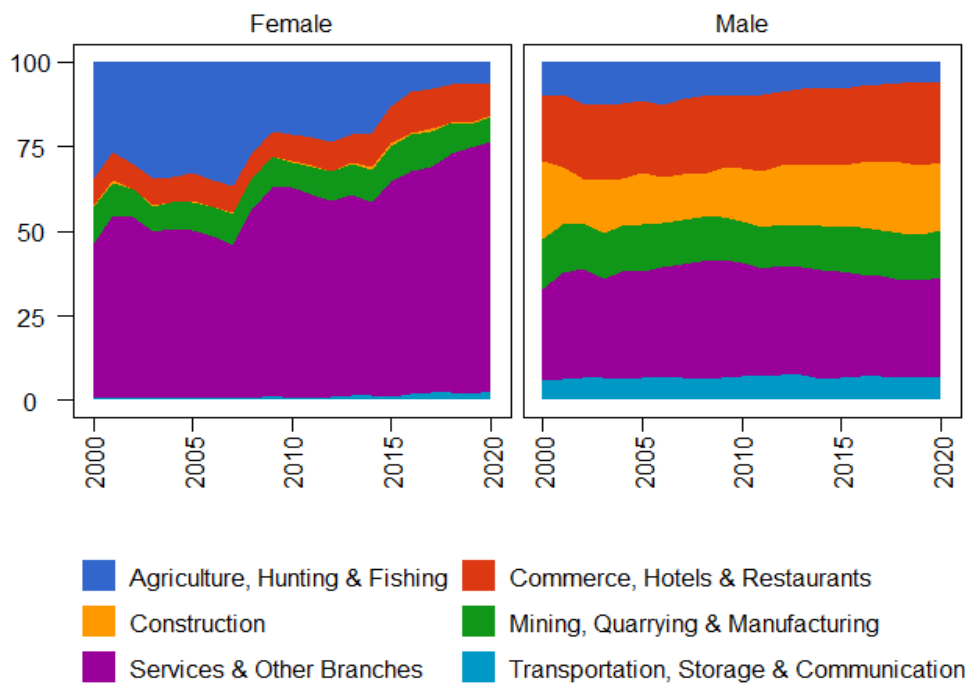 Female Male
100
75
50
25
0
2000 2005 2010 2015 2020 2000 2005 2010 2015 2020
Agriculture, Hunting & Fishing Commerce, Hotels & Restaurants
Construction Mining, Quarrying & Manufacturing
Services & Other Branches Transportation, Storage & Communication